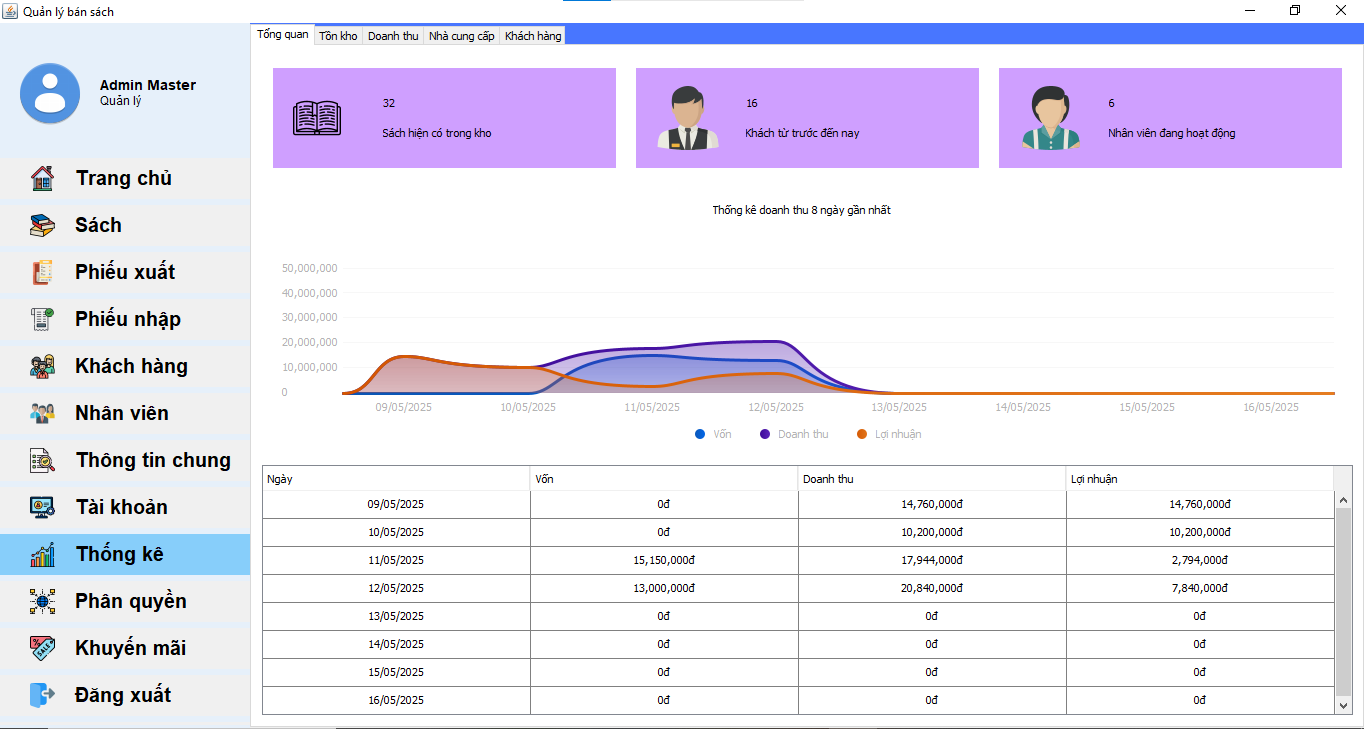 Quản lý bán sách
Admin Master
Quản lý
Trang chủ
Sách
Phiếu xuất
Phiếu nhập
Khách hàng
Nhân viên
Thông tin chung
Tài khoản
Thống kê
Phân quyền
Khuyến mãi
Đăng xuất
Tổng quan Tồn kho Doanh thu Nhà cung cấp Khách hàng
32
Sách hiện có trong kho
16
Khách từ trước đến nay
6
Nhân viên đang hoạt động
Thống kê doanh thu 8 ngày gần nhất
50,000,000
40,000,000
30,000,000
20,000,000
10,000,000
0
09/05/2025 10/05/2025 11/05/2025 12/05/2025 13/05/2025 14/05/2025 15/05/2025 16/05/2025
Vốn Doanh thu Lợi nhuận
Ngày Vốn Doanh thu Lợi nhuận
09/05/2025 0đ 14,760,000đ 14,760,000đ
10/05/2025 0đ 10,200,000đ 10,200,000đ
11/05/2025 15,150,000đ 17,944,000đ 2,794,000đ
12/05/2025 13,000,000đ 20,840,000đ 7,840,000đ
13/05/2025 0đ 0đ 0đ
14/05/2025 0đ 0đ 0đ
15/05/2025 0đ 0đ 0đ
16/05/2025 0đ 0đ 0đ